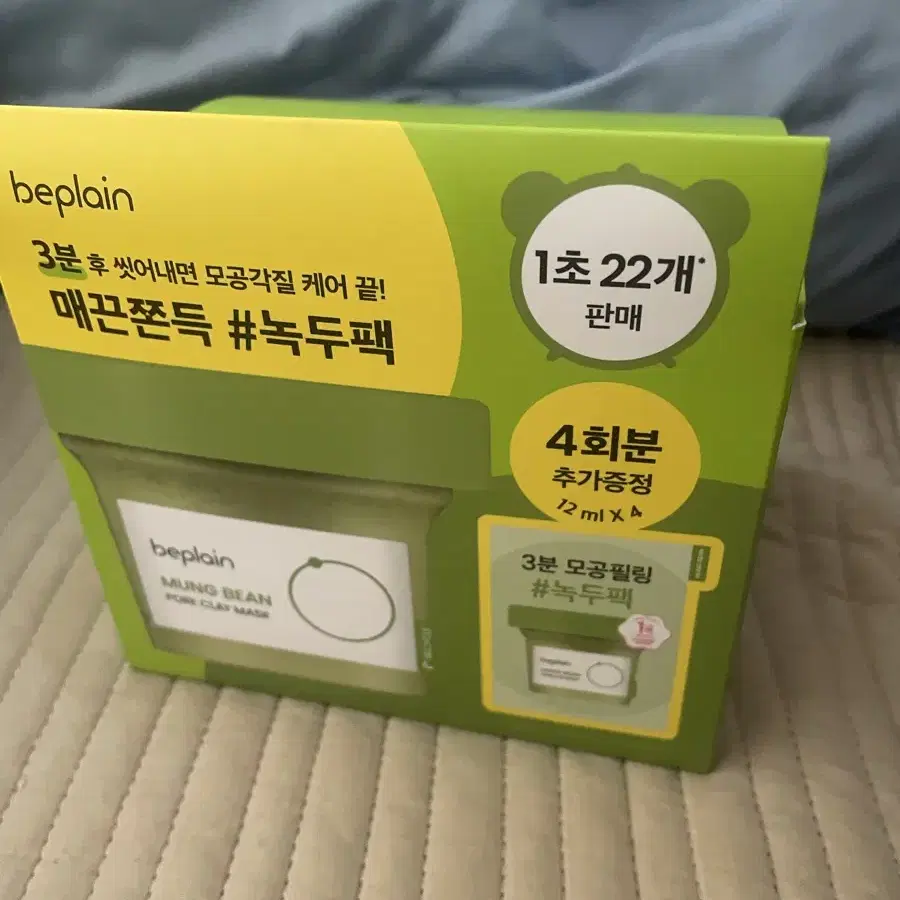 beplain
3분 후 씻어내면 모공각질 케어 끝!
매끈쫀득 #녹두팩
1초 22개*
판매
4회분
추가증정
12 ml X 4
beplain
MUNG BEAN
PORE CLAY MASK
3분 모공필링
#녹두팩
beplain